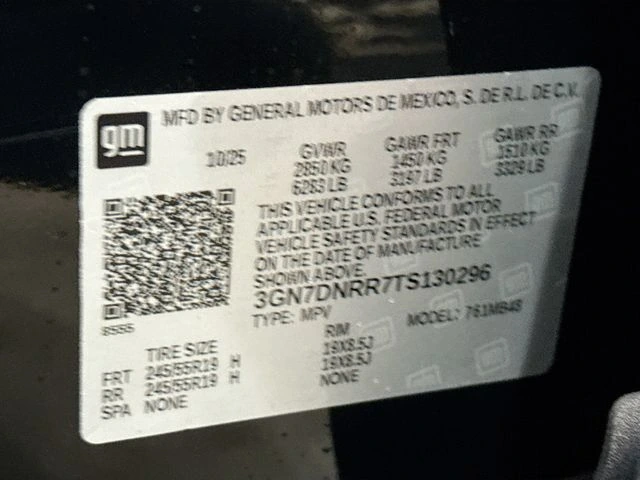 gm
MFD BY GENERAL MOTORS DE MEXICO, S. DE R.L. DE C.V.
10/25
GVWR GAWR FRT GAWR RR
2850 KG 1450 KG 1510 KG
6283 LB 3197 LB 3329 LB
THIS VEHICLE CONFORMS TO ALL
APPLICABLE U.S. FEDERAL MOTOR
VEHICLE SAFETY STANDARDS IN EFFECT
ON THE DATE OF MANUFACTURE
SHOWN ABOVE.
3GN7DNRR7TS130296
TYPE: MPV MODEL:
TIRE SIZE RIM
FRT 245/55R19 H 19X8.5J
RR 245/55R19 H 19X8.5J
SPA NONE NONE